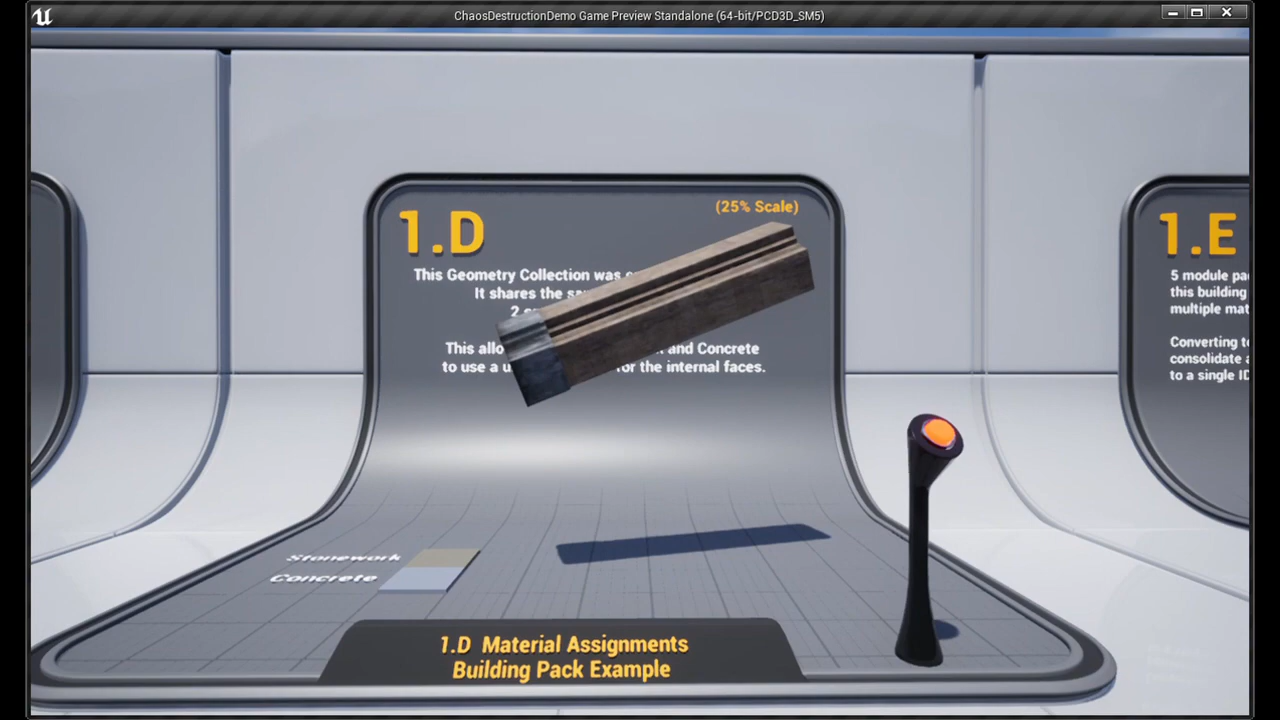 ChaosDestructionDemo Game Preview Standalone (64-bit/PCD3D_SM5)
(25% Scale)
1.D
This Geometry Collection was
It shares the
2
This allo and Concrete
to use a u for the internal faces.
1.E
5 module pa
this building
multiple mat
Converting to
consolidate a
to a single ID
Stonework
Concrete
1.D Material Assignments
Building Pack Example